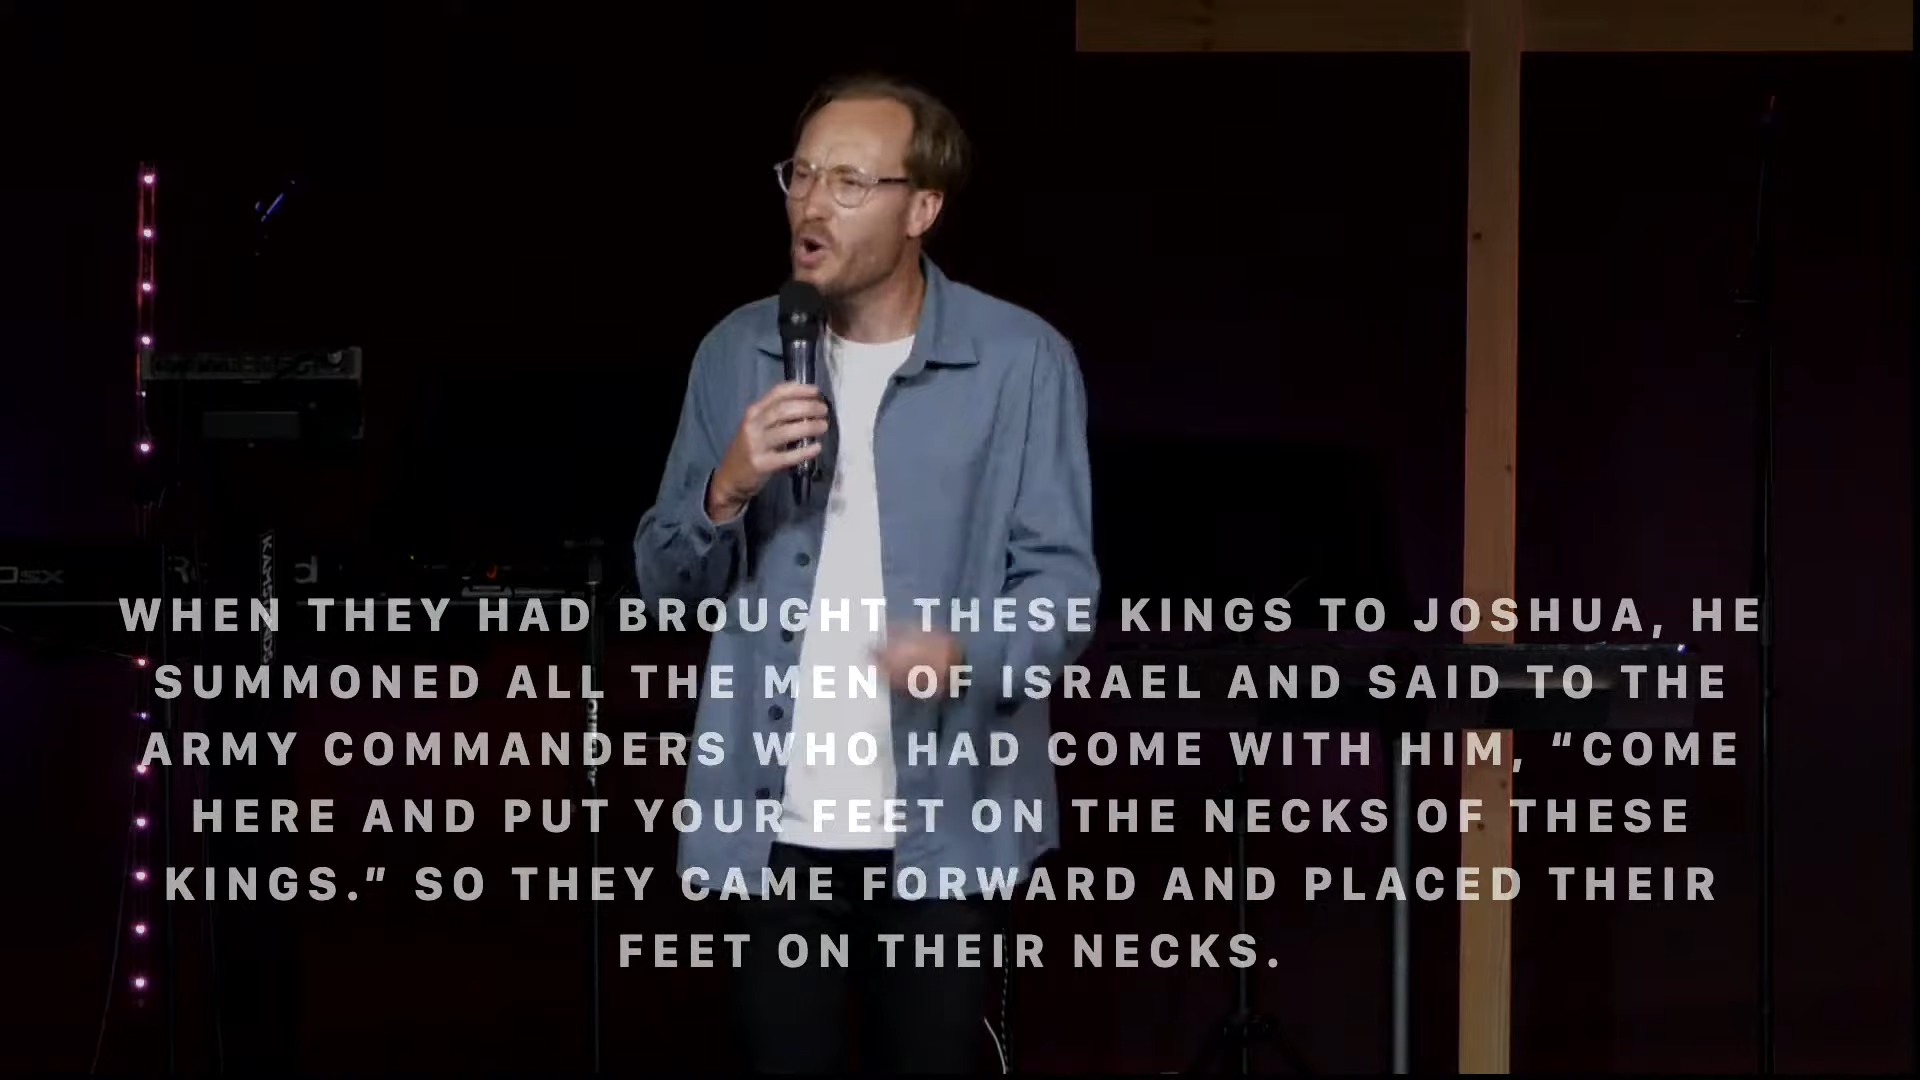 WHEN THEY HAD BROUGHT THESE KINGS TO JOSHUA, HE
SUMMONED ALL THE MEN OF ISRAEL AND SAID TO THE
ARMY COMMANDERS WHO HAD COME WITH HIM, “COME
HERE AND PUT YOUR FEET ON THE NECKS OF THESE
KINGS.” SO THEY CAME FORWARD AND PLACED THEIR
FEET ON THEIR NECKS.